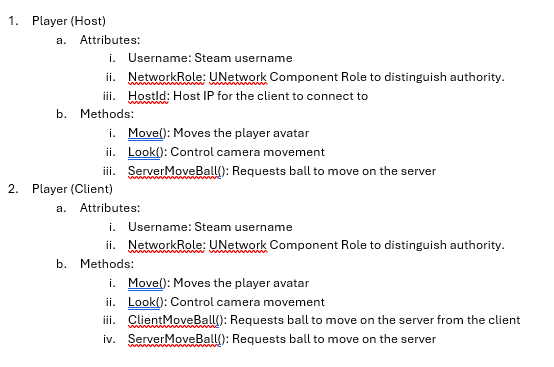 1. Player (Host)
a. Attributes:
i. Username: Steam username
ii. NetworkRole: UNetwork Component Role to distinguish authority.
iii. HostId: Host IP for the client to connect to
b. Methods:
i. Move(): Moves the player avatar
ii. Look(): Control camera movement
iii. ServerMoveBall(): Requests ball to move on the server
2. Player (Client)
a. Attributes:
i. Username: Steam username
ii. NetworkRole: UNetwork Component Role to distinguish authority.
b. Methods:
i. Move(): Moves the player avatar
ii. Look(): Control camera movement
iii. ClientMoveBall(): Requests ball to move on the server from the client
iv. ServerMoveBall(): Requests ball to move on the server